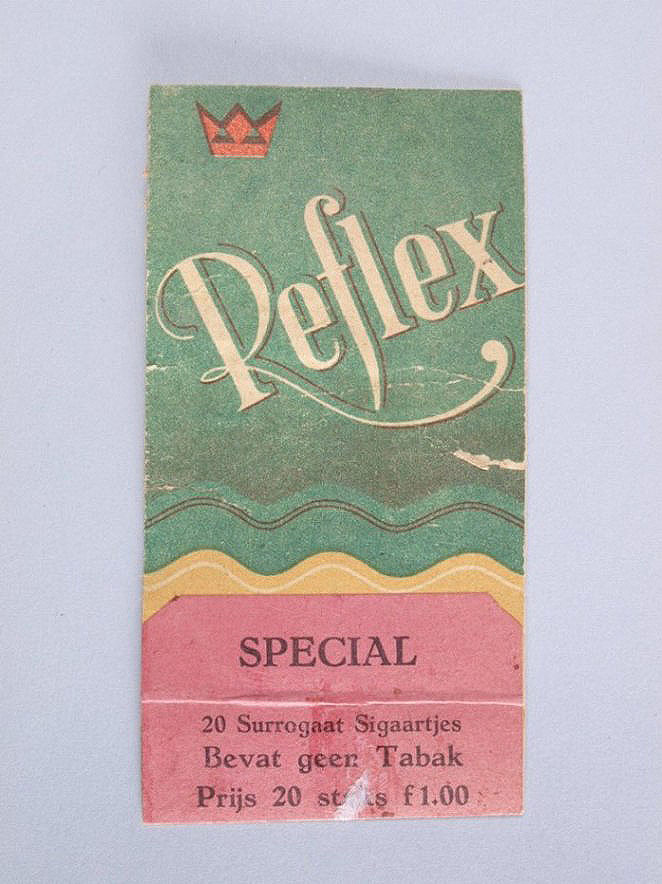 Reflex
SPECIAL
20 Surrogaat Sigaartjes
Bevat geen Tabak
Prijs 20 f1.00